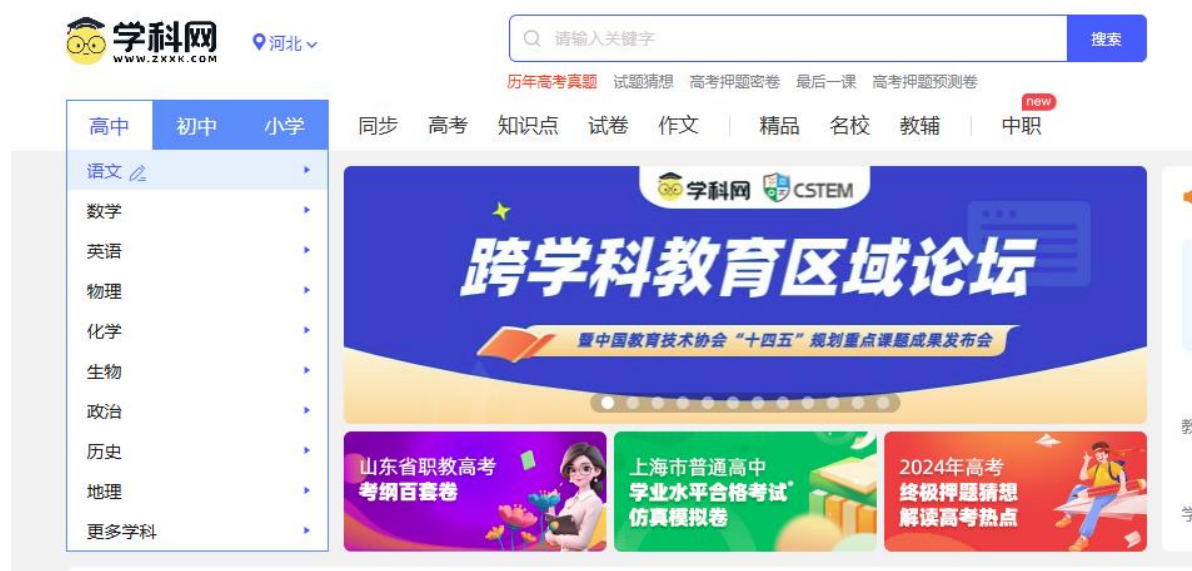 学科网
WWW.ZXXK.COM
河北
请输入关键字
搜索
历年高考真题 试题猜想 高考押题密卷 最后一课 高考押题预测卷
高中 初中 小学
同步 高考 知识点 试卷 作文 精品 名校 教辅 中职
new
语文
数学
英语
物理
化学
生物
政治
历史
地理
更多学科
学科网 CSTEM
跨学科教育区域论坛
暨中国教育技术协会“十四五”规划重点课题成果发布会
山东省职教高考
考纲百套卷
上海市普通高中
学业水平合格考试
仿真模拟卷
2024年高考
终极押题猜想
解读高考热点